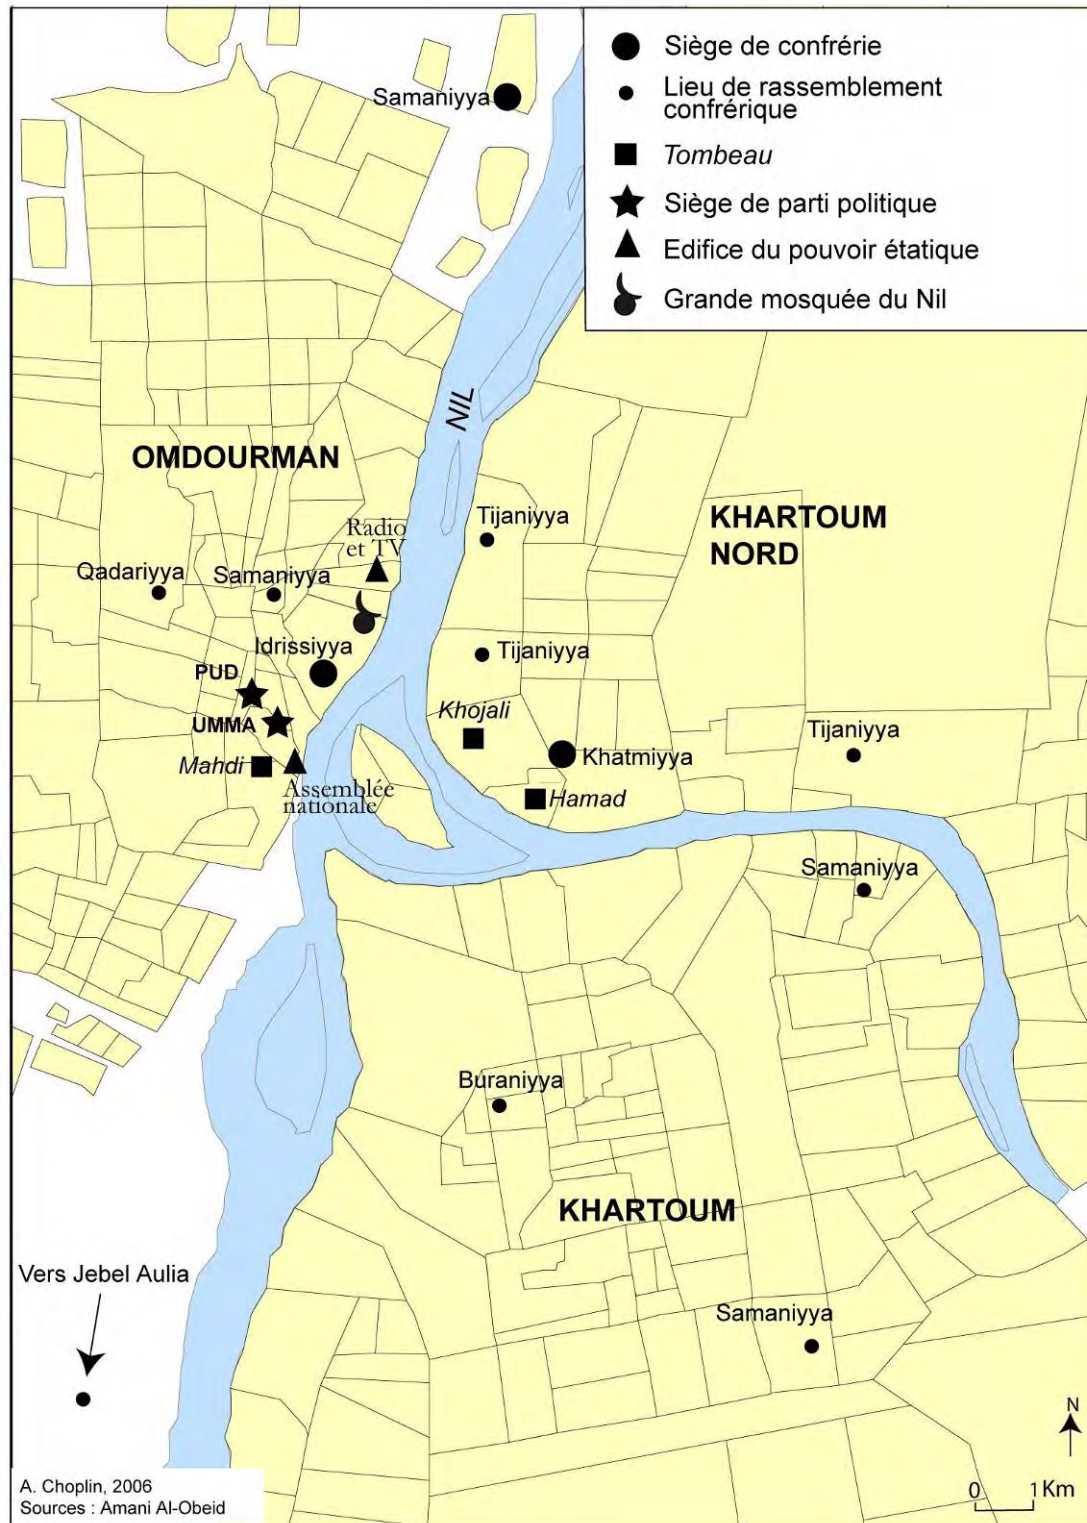 Siège de confrérie
Lieu de rassemblement
confrérique
Tombeau
Siège de parti politique
Edifice du pouvoir étatique
Grande mosquée du Nil
Samaniyya
NIL
OMDOURMAN
KHARTOUM
NORD
Radio
et TV
Tijaniyya
Qadariyya
Samaniyya
Idrissiyya
Tijaniyya
PUD
UMMA
Khojali
Mahdi
Khatmiyya
Tijaniyya
Assemblée
nationale
Hamad
Samaniyya
Buraniyya
KHARTOUM
Vers Jebel Aulia
Samaniyya
N
0 1 Km
A. Choplin, 2006
Sources : Amani Al-Obeid